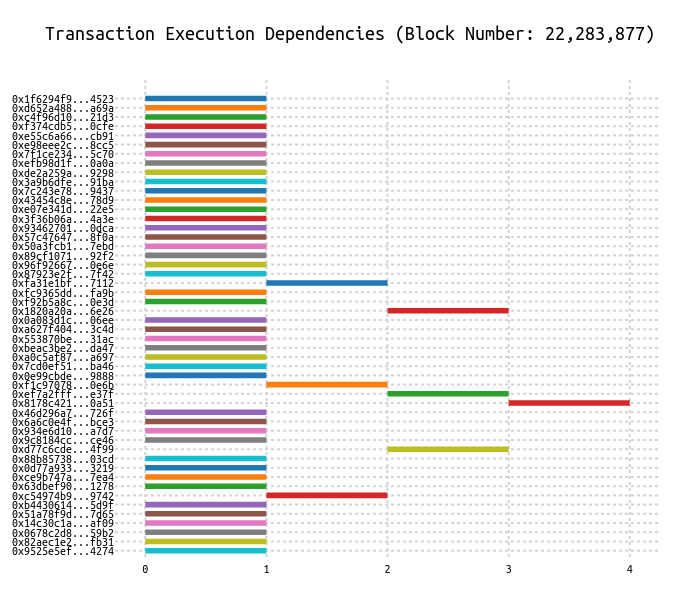 Transaction Execution Dependencies (Block Number: 22,283,877)
0x1f6294f9...4523
0xd652a488...a69a
0xc4f96d10...21d3
0xf374cdb5...0cfe
0xe55c6a66...cb91
0xe98eee2c...8cc5
0x7f1ce234...5c70
0xefb98d1f...0a0a
0xde2a259a...9298
0x3a9b6dfe...91ba
0x7c243e78...9437
0x43454c8e...78d9
0xe07e341d...22e5
0x3f36b06a...4a3e
0x93462701...0dca
0x57c47647...8f0a
0x50a3fcb1...7ebd
0x89cf1071...92f2
0x96f92667...0e6e
0x87923e2f...7f42
0xfa31e1bf...7112
0xfc9365dd...fa9b
0xf92b5a8c...0e3d
0x1820a20a...6e26
0x0a083d1c...06ee
0xa627f404...3c4d
0x553870be...31ac
0xbeac3be2...da47
0xa0c5af87...a697
0x7cd0ef51...ba46
0x0e99cbde...9888
0xf1c97078...0e6b
0xef7a2fff...e37f
0x8178c421...0a51
0x46d296a7...726f
0x6a6c0e4f...bce3
0x934e6d10...a7d7
0x9c8184cc...ce46
0xd77c6cde...4f99
0x88b85738...03cd
0x0d77a933...3219
0xce9b747a...7ea4
0x63dbef90...1278
0xc54974b9...9742
0xb4430614...5d9f
0x51a78f9d...7d65
0x14c30c1a...af09
0x0678c2d8...59b2
0x82aec1e2...fb31
0x9525e5ef...4274
0 1 2 3 4